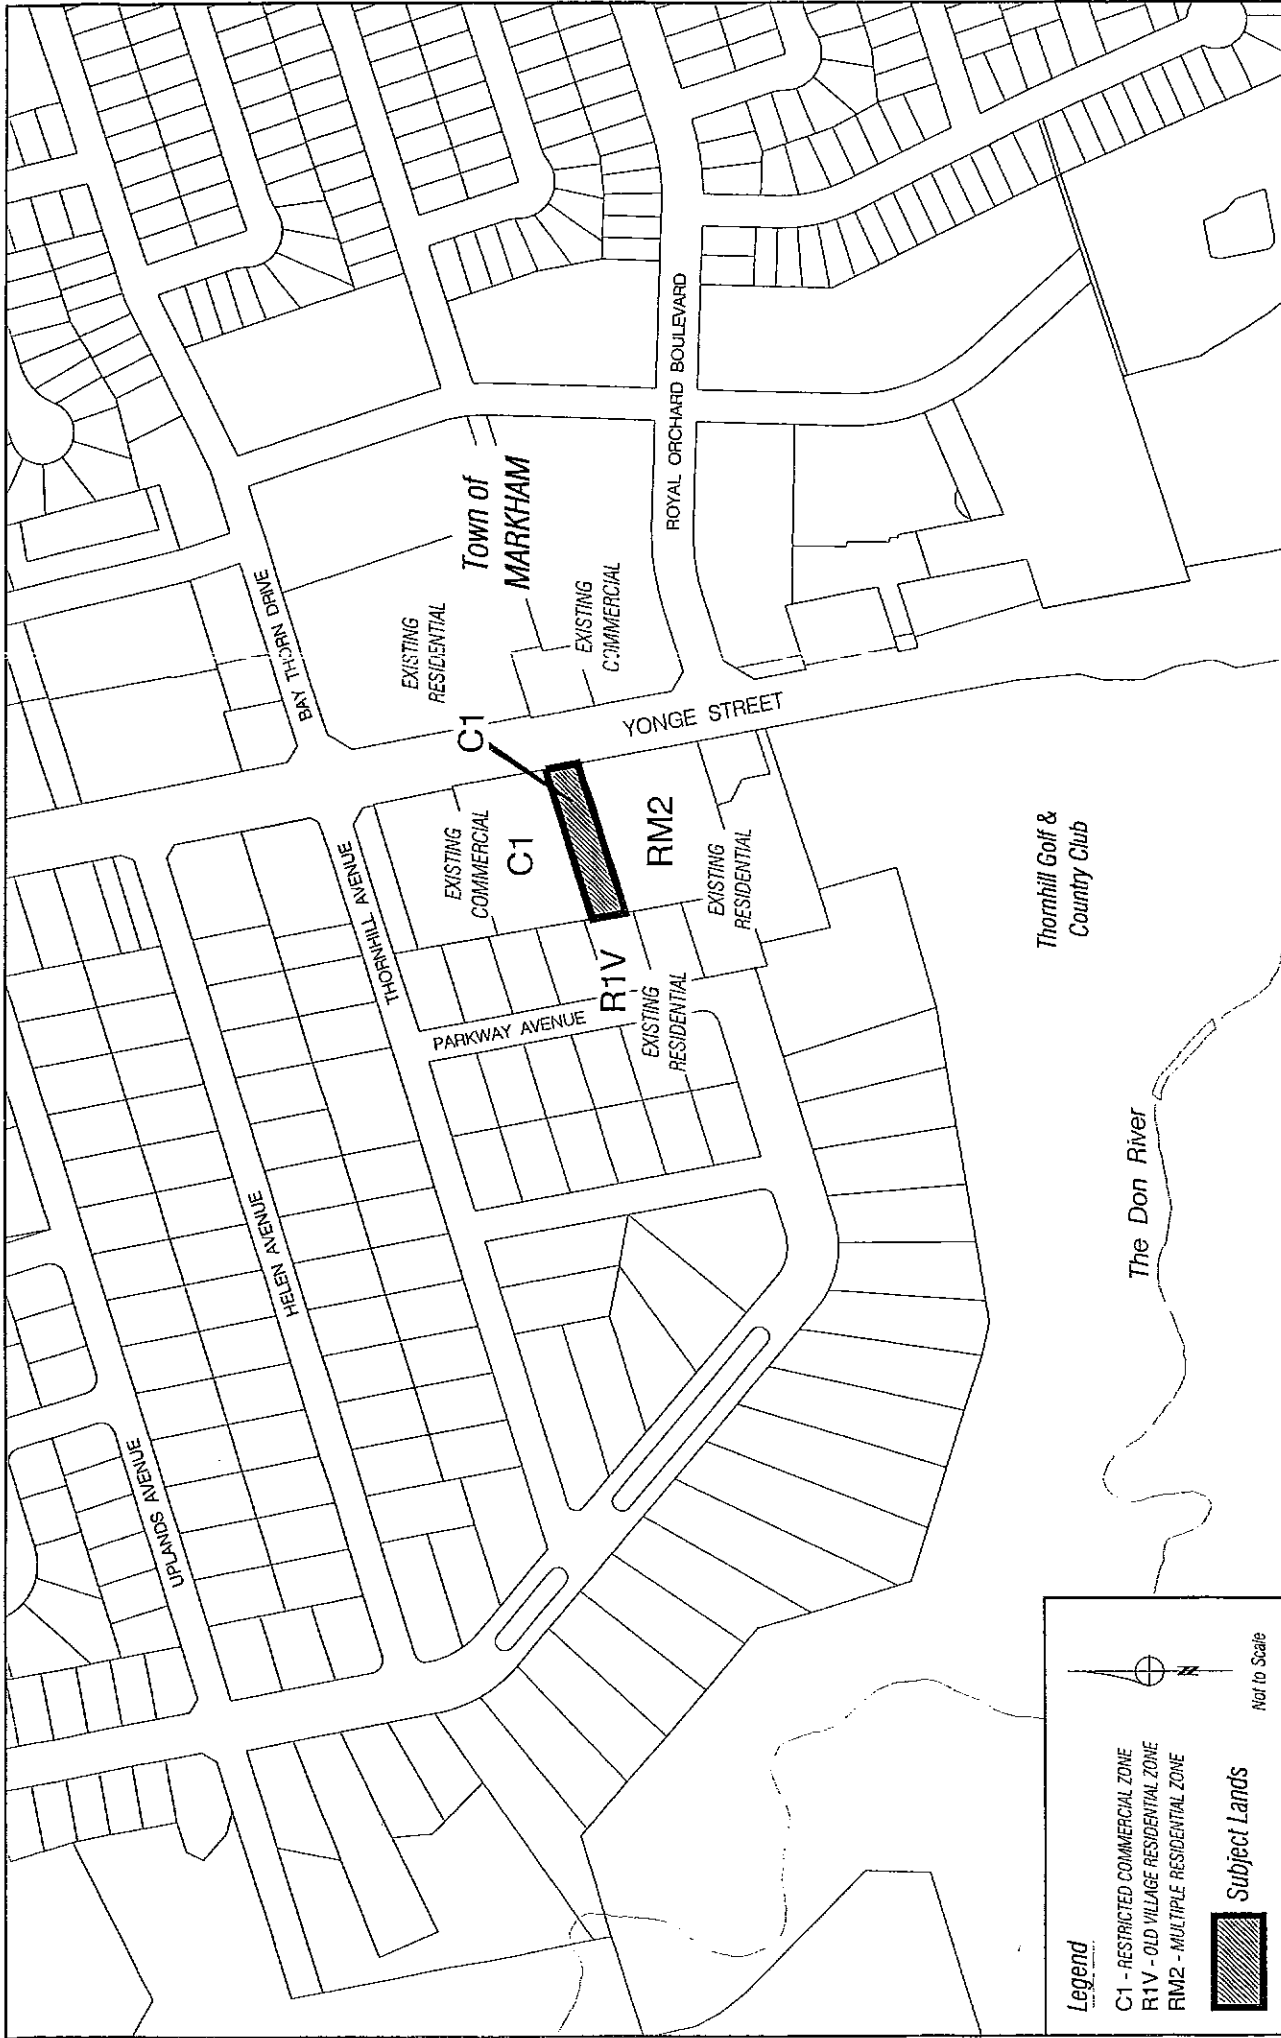 UPLANDS AVENUE
HELEN AVENUE
THORNHILL AVENUE
PARKWAY AVENUE
BAY THORN DRIVE
EXISTING
RESIDENTIAL
Town of
MARKHAM
EXISTING
COMMERCIAL
ROYAL ORCHARD BOULEVARD
YONGE STREET
C1
EXISTING
COMMERCIAL
C1
RM2
R1V
EXISTING
RESIDENTIAL
EXISTING
RESIDENTIAL
Thornhill Golf &
Country Club
The Don River
Legend
C1 - RESTRICTED COMMERCIAL ZONE
R1V - OLD VILLAGE RESIDENTIAL ZONE
RM2 - MULTIPLE RESIDENTIAL ZONE
Subject Lands
N
Not to Scale